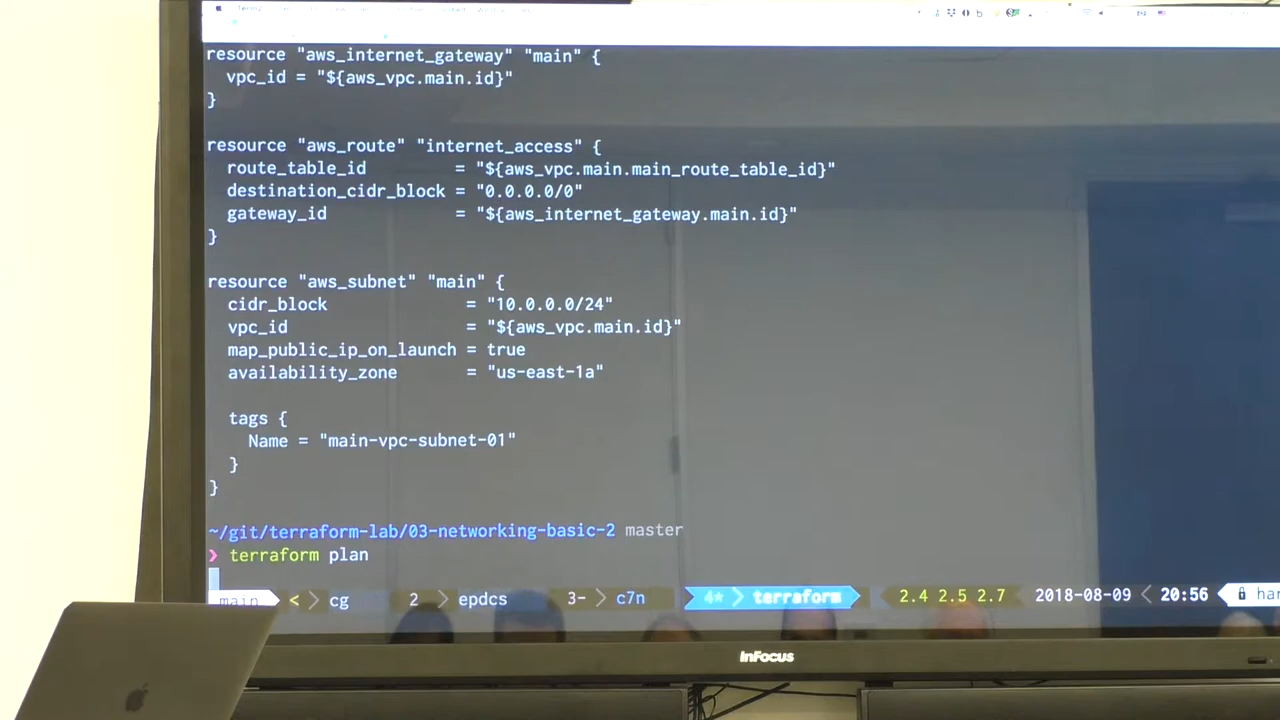 resource "aws_internet_gateway" "main" {
  vpc_id = "${aws_vpc.main.id}"
}
resource "aws_route" "internet_access" {
  route_table_id         = "${aws_vpc.main.main_route_table_id}"
  destination_cidr_block = "0.0.0.0/0"
  gateway_id             = "${aws_internet_gateway.main.id}"
}
resource "aws_subnet" "main" {
  cidr_block              = "10.0.0.0/24"
  vpc_id                  = "${aws_vpc.main.id}"
  map_public_ip_on_launch = true
  availability_zone       = "us-east-1a"
  tags {
    Name = "main-vpc-subnet-01"
  }
}
~/git/terraform-lab/03-networking-basic-2 master
❯ terraform plan
main < cg 2 epdcs 3- c7n 4* terraform 2.4 2.5 2.7 2018-08-09 < 20:56 har
InFocus